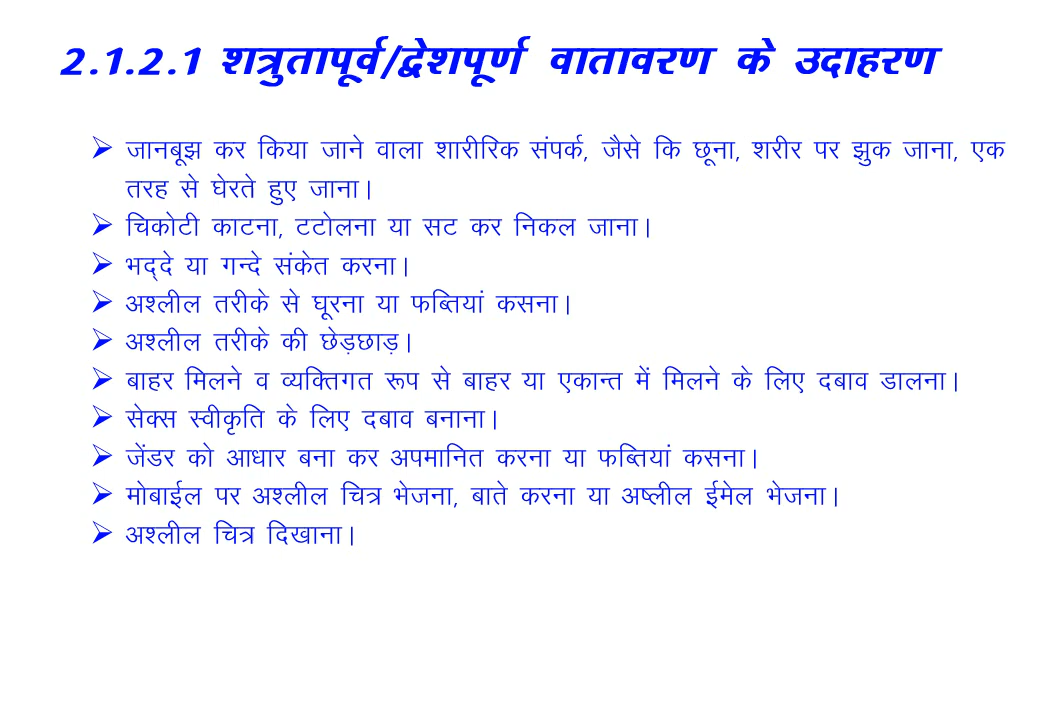 2.1.2.1 शत्रुतापूर्व/द्वेशपूर्ण वातावरण के उदाहरण
➢ जानबूझ कर किया जाने वाला शारीरिक संपर्क, जैसे कि छूना, शरीर पर झुक जाना, एक
तरह से घेरते हुए जाना।
➢ चिकोटी काटना, टटोलना या सट कर निकल जाना।
➢ भद्दे या गन्दे संकेत करना।
➢ अश्लील तरीके से घूरना या फब्तियां कसना।
➢ अश्लील तरीके की छेड़छाड़।
➢ बाहर मिलने व व्यक्तिगत रूप से बाहर या एकान्त में मिलने के लिए दबाव डालना।
➢ सेक्स स्वीकृति के लिए दबाव बनाना।
➢ जेंडर को आधार बना कर अपमानित करना या फब्तियां कसना।
➢ मोबाईल पर अश्लील चित्र भेजना, बाते करना या अष्लील ईमेल भेजना।
➢ अश्लील चित्र दिखाना।